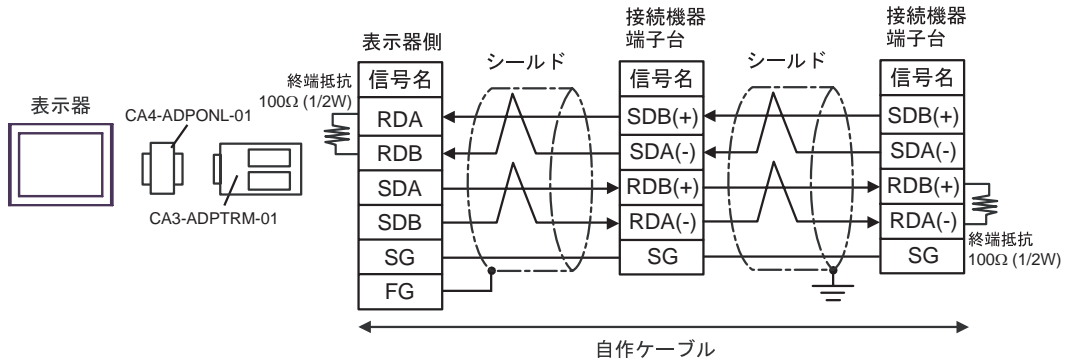 表示器
CA4-ADPONL-01
CA3-ADPTRM-01
終端抵抗
100Ω (1/2W)
表示器側
信号名
RDA
RDB
SDA
SDB
SG
FG
シールド
接続機器
端子台
信号名
SDB(+)
SDA(-)
RDB(+)
RDA(-)
SG
シールド
接続機器
端子台
信号名
SDB(+)
SDA(-)
RDB(+)
RDA(-)
SG
終端抵抗
100Ω (1/2W)
自作ケーブル